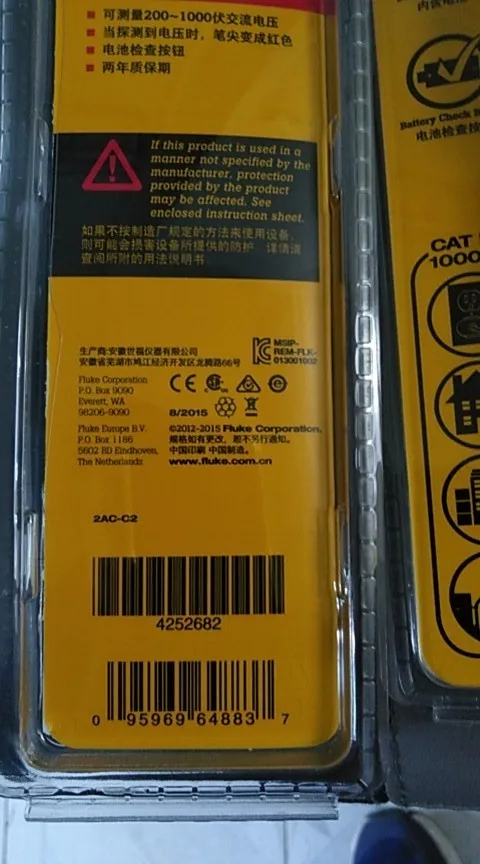 ■ 可测量200~1000伏交流电压
■ 当探测到电压时，笔尖变成红色
■ 电池检查按钮
■ 两年质保期
If this product is used in a
manner not specified by the
manufacturer, protection
provided by the product
may be affected. See
enclosed instruction sheet.
如果不按制造厂规定的方法来使用设备，
则可能会损害设备所提供的防护。详情请
查阅所附的用法说明书
生产商:安徽世福仪器有限公司
安徽省芜湖市鸠江经济开发区龙腾路66号
MSIP-
REM-FLK-
013001002
Fluke Corporation
P.O. Box 9090
Everett, WA
98206-9090
8/2015
Fluke Europe B.V.
P.O. Box 1186
5602 BD Eindhoven,
The Netherlands
©2012-2015 Fluke Corporation,
规格如有更改，恕不另行通知。
中国印刷 中国制造。
www.fluke.com.cn
2AC-C2
4252682
0 95969 64883 7
内含电池
Battery Check B
电池检查按
CAT
1000